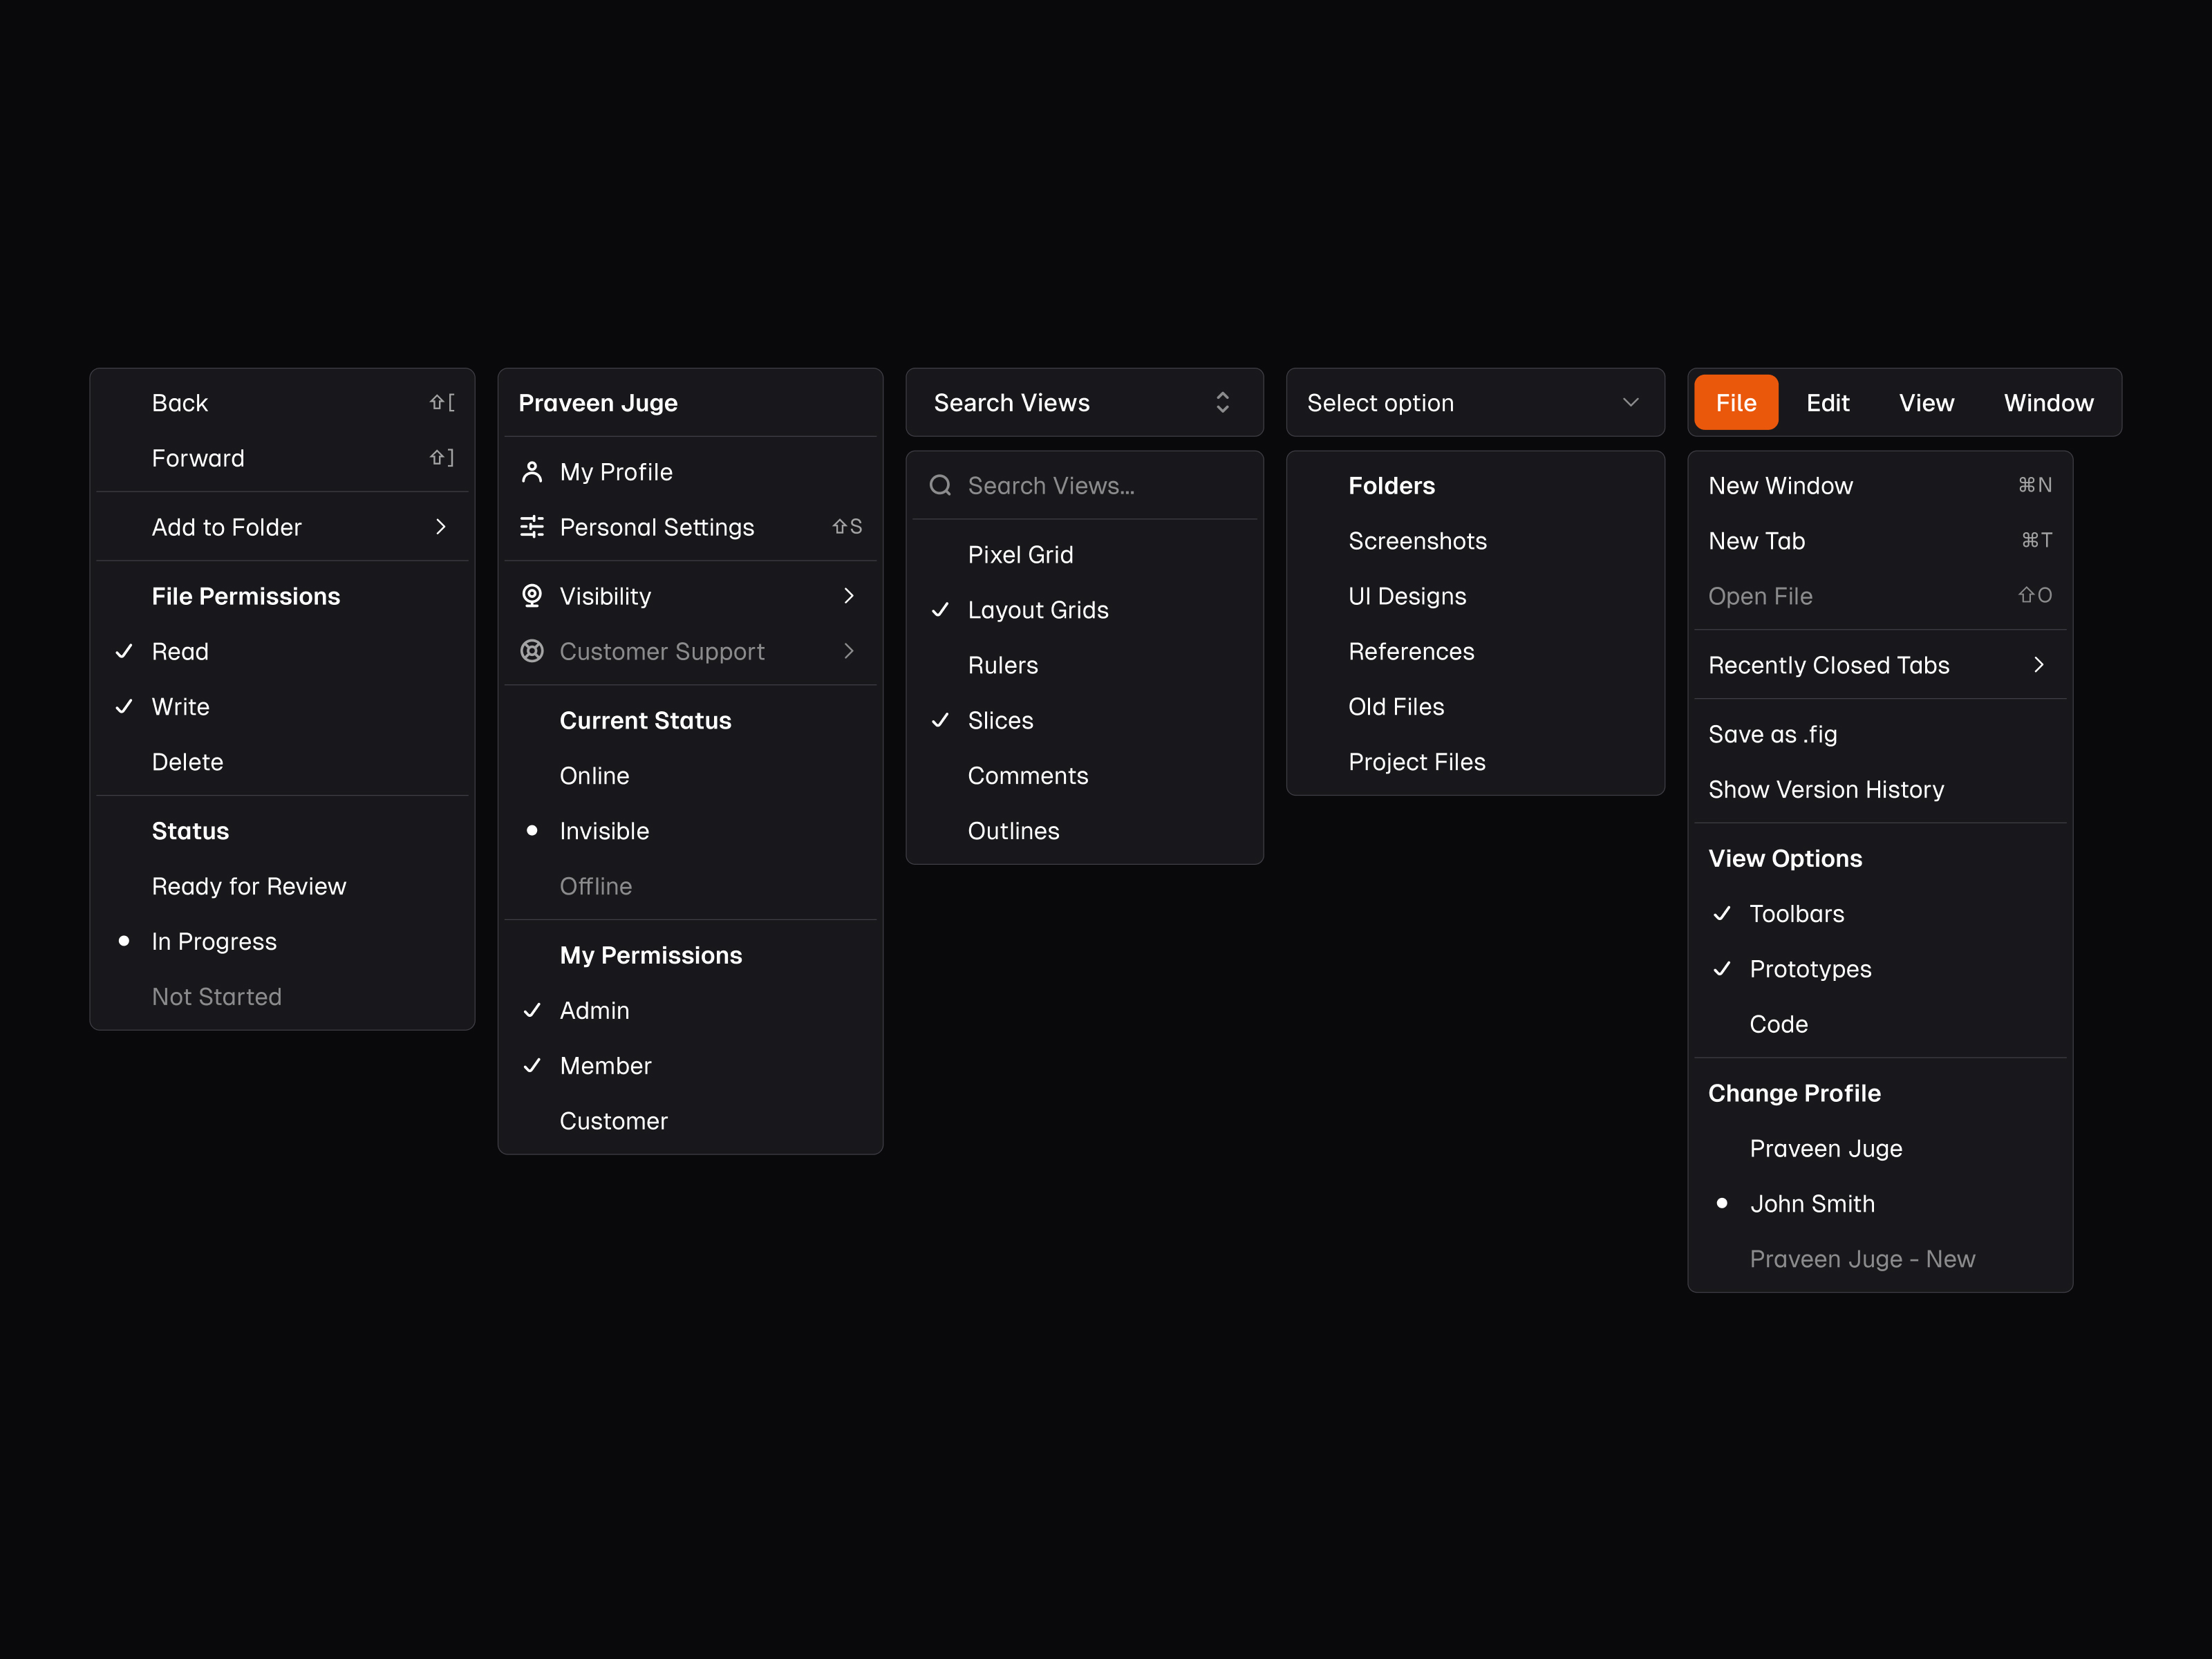 Back ⇧[
Forward ⇧]
Add to Folder
File Permissions
Read
Write
Delete
Status
Ready for Review
In Progress
Not Started
Praveen Juge
My Profile
Personal Settings ⇧S
Visibility
Customer Support
Current Status
Online
Invisible
Offline
My Permissions
Admin
Member
Customer
Search Views
Search Views...
Pixel Grid
Layout Grids
Rulers
Slices
Comments
Outlines
Select option
Folders
Screenshots
UI Designs
References
Old Files
Project Files
File Edit View Window
New Window ⌘N
New Tab ⌘T
Open File ⇧O
Recently Closed Tabs
Save as .fig
Show Version History
View Options
Toolbars
Prototypes
Code
Change Profile
Praveen Juge
John Smith
Praveen Juge - New